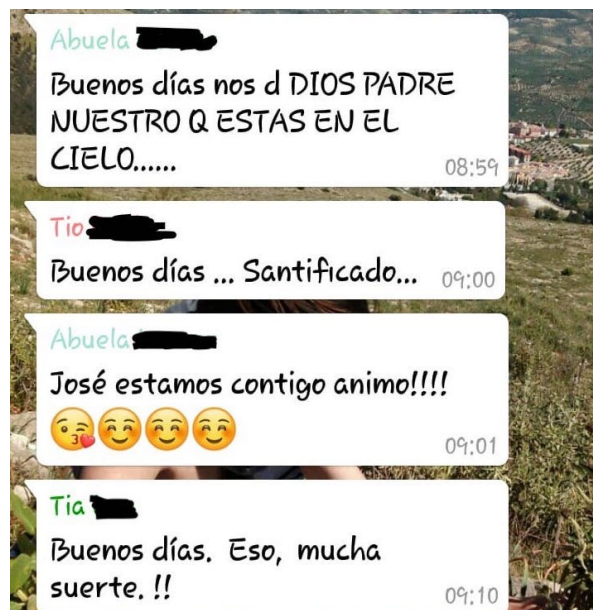 Abuela
Buenos días nos d DIOS PADRE
NUESTRO Q ESTAS EN EL
CIELO......
08:59
Tio
Buenos días ... Santificado...
09:00
Abuela
José estamos contigo animo!!!!
😘☺️☺️☺️
09:01
Tia
Buenos días. Eso, mucha
suerte. !!
09:10